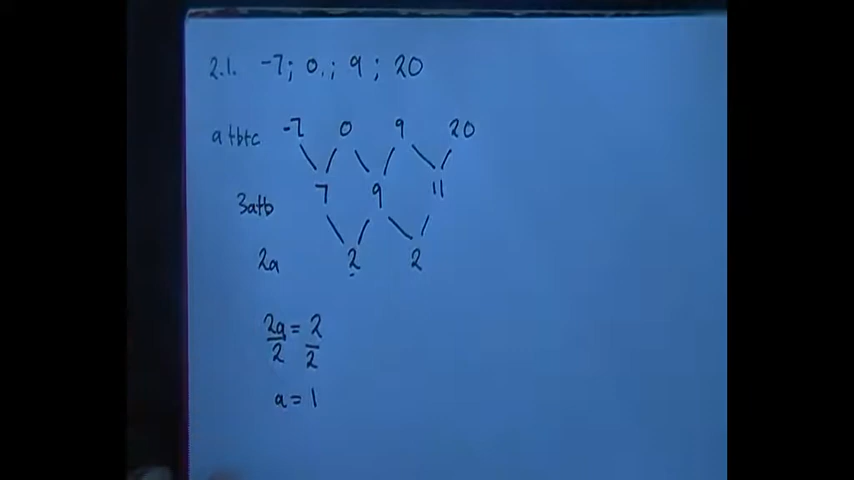 2.1. -7; 0; 9; 20
a+b+c -7 0 9 20
3a+b 7 9 11
2a 2 2
2a = 2
2 2
a = 1